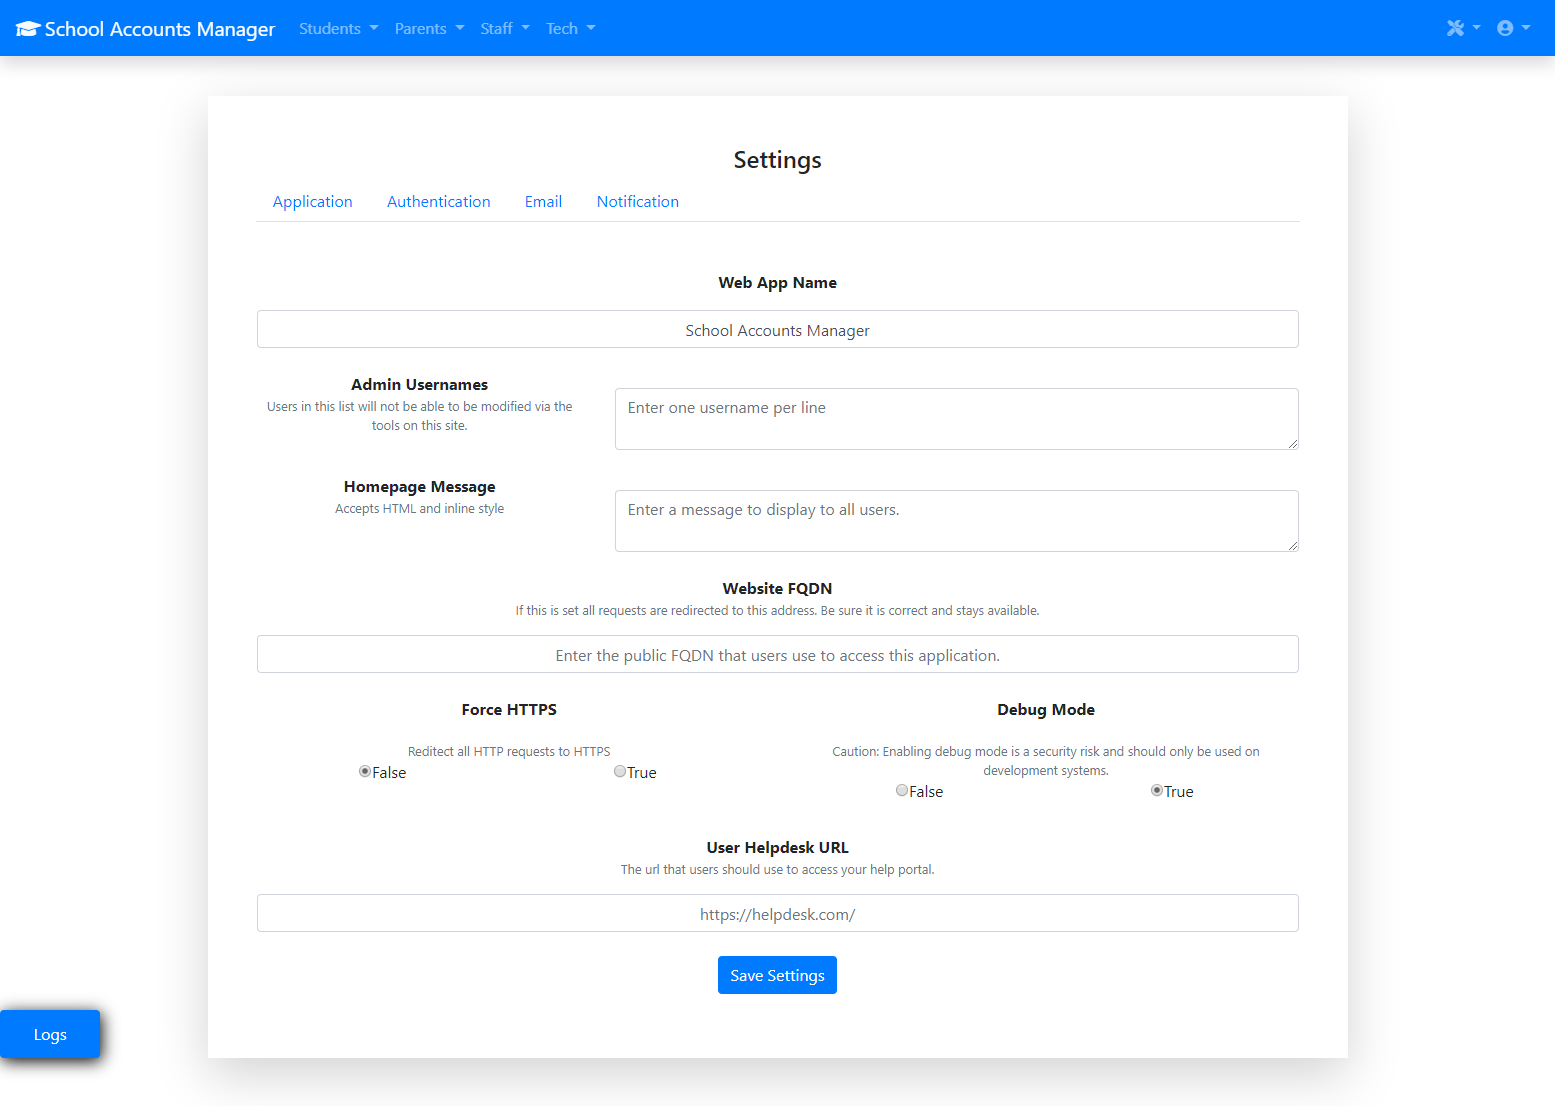 School Accounts Manager Students Parents Staff Tech
Settings
Application Authentication Email Notification
Web App Name
School Accounts Manager
Admin Usernames
Users in this list will not be able to be modified via the
tools on this site.
Enter one username per line
Homepage Message
Accepts HTML and inline style
Enter a message to display to all users.
Website FQDN
If this is set all requests are redirected to this address. Be sure it is correct and stays available.
Enter the public FQDN that users use to access this application.
Force HTTPS
Reditect all HTTP requests to HTTPS
False True
Debug Mode
Caution: Enabling debug mode is a security risk and should only be used on
development systems.
False True
User Helpdesk URL
The url that users should use to access your help portal.
https://helpdesk.com/
Save Settings
Logs